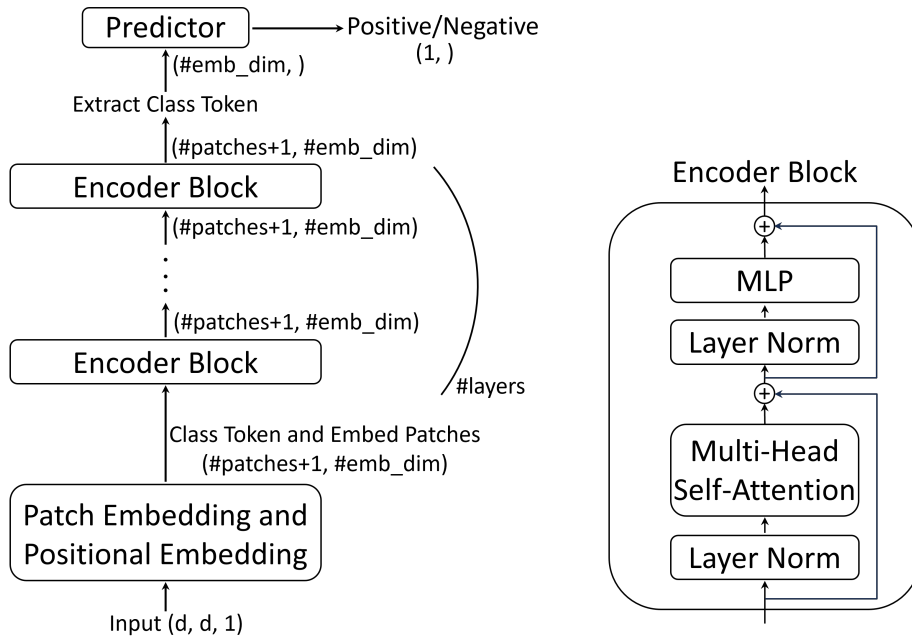 Predictor
Positive/Negative
(1, )
(#emb_dim, )
Extract Class Token
(#patches+1, #emb_dim)
Encoder Block
(#patches+1, #emb_dim)
(#patches+1, #emb_dim)
Encoder Block
#layers
Class Token and Embed Patches
(#patches+1, #emb_dim)
Patch Embedding and
Positional Embedding
Input (d, d, 1)
Encoder Block
+
MLP
Layer Norm
+
Multi-Head
Self-Attention
Layer Norm